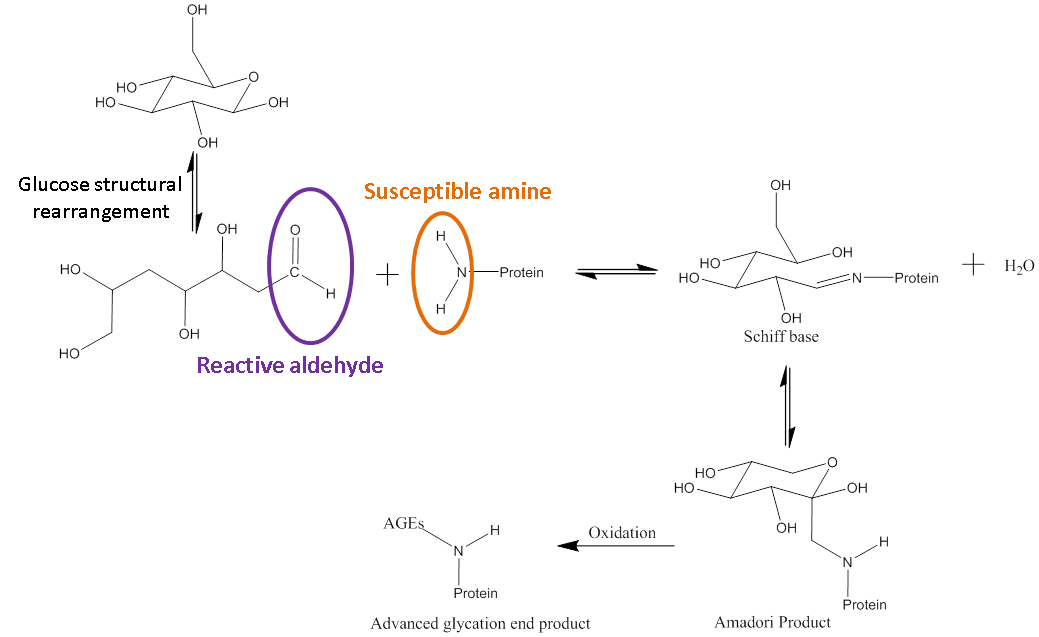 OH
HO
O
HO
OH
OH
Glucose structural
rearrangement
Susceptible amine
OH
O
C
H
HO
OH
HO
Reactive aldehyde
+
H
N
Protein
H
OH
OH
HO
HO
N
Protein
OH
Schiff base
+
H₂O
O
HO
HO
OH
OH
N
H
Protein
Amadori Product
Oxidation
AGEs
H
N
Protein
Advanced glycation end product